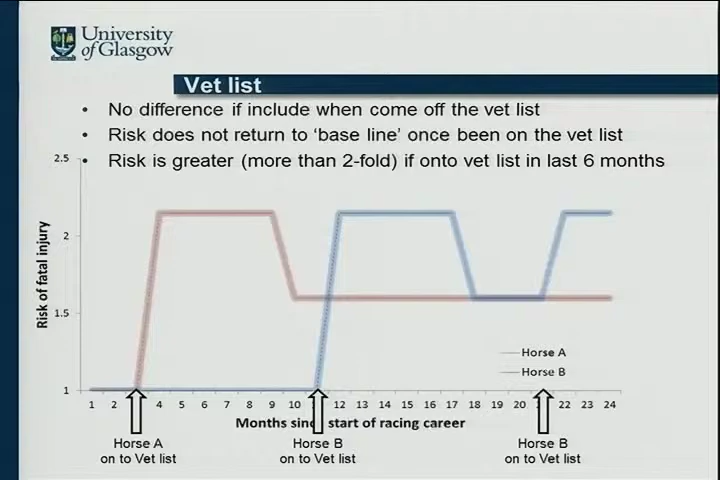 University
of Glasgow
Vet list
• No difference if include when come off the vet list
• Risk does not return to 'base line' once been on the vet list
• Risk is greater (more than 2-fold) if onto vet list in last 6 months
2.5
2
1.5
1
Risk of fatal injury
Horse A
Horse B
1 2 4 5 6 7 8 9 10 12 13 14 15 16 17 18 19 20 22 23 24
Months since start of racing career
Horse A
on to Vet list
Horse B
on to Vet list
Horse B
on to Vet list